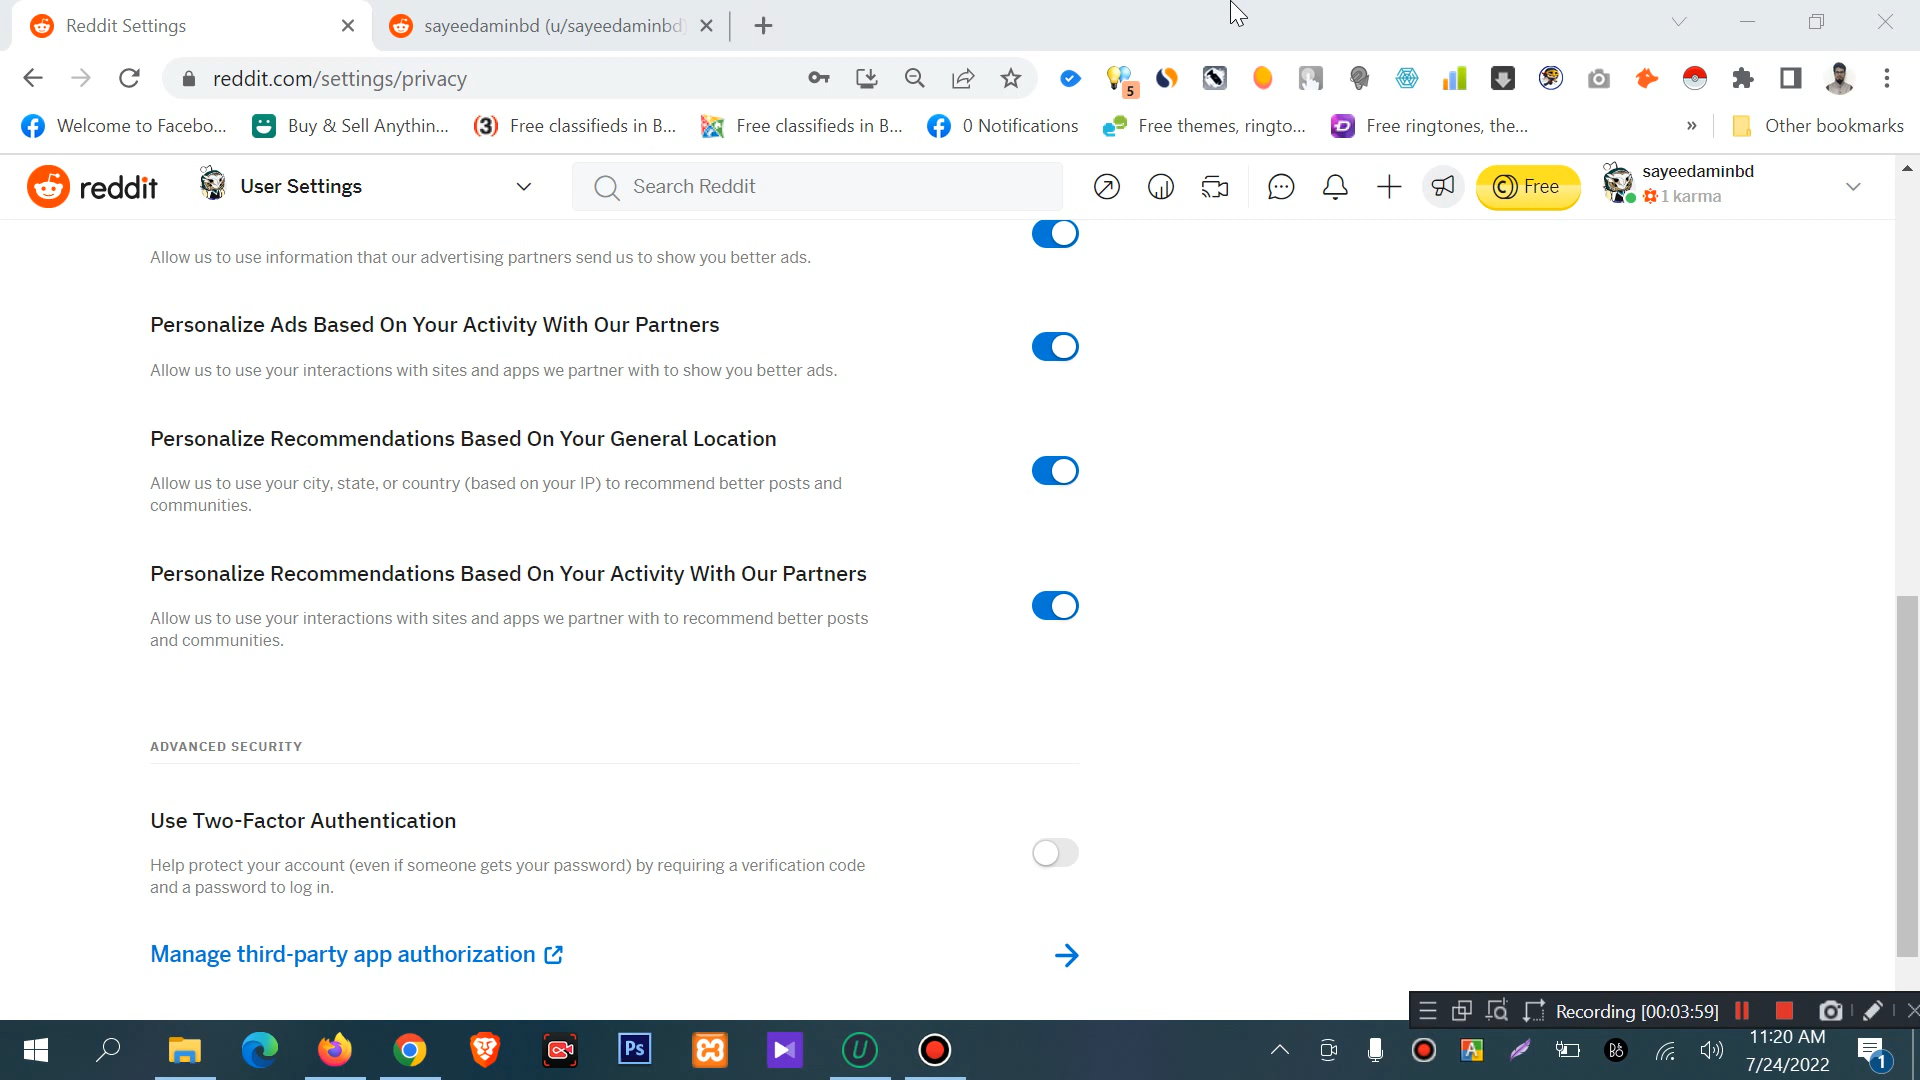 Reddit Settings
sayeedaminbd (u/sayeedaminbd)
reddit.com/settings/privacy
5
Welcome to Facebo...
Buy & Sell Anythin...
Free classifieds in B...
Free classifieds in B...
0 Notifications
Free themes, ringto...
Free ringtones, the...
»
Other bookmarks
reddit
User Settings
Search Reddit
Free
sayeedaminbd
1 karma
Allow us to use information that our advertising partners send us to show you better ads.
Personalize Ads Based On Your Activity With Our Partners
Allow us to use your interactions with sites and apps we partner with to show you better ads.
Personalize Recommendations Based On Your General Location
Allow us to use your city, state, or country (based on your IP) to recommend better posts and
communities.
Personalize Recommendations Based On Your Activity With Our Partners
Allow us to use your interactions with sites and apps we partner with to recommend better posts
and communities.
ADVANCED SECURITY
Use Two-Factor Authentication
Help protect your account (even if someone gets your password) by requiring a verification code
and a password to log in.
Manage third-party app authorization
Recording [00:03:59]
Ps
11:20 AM
7/24/2022
1